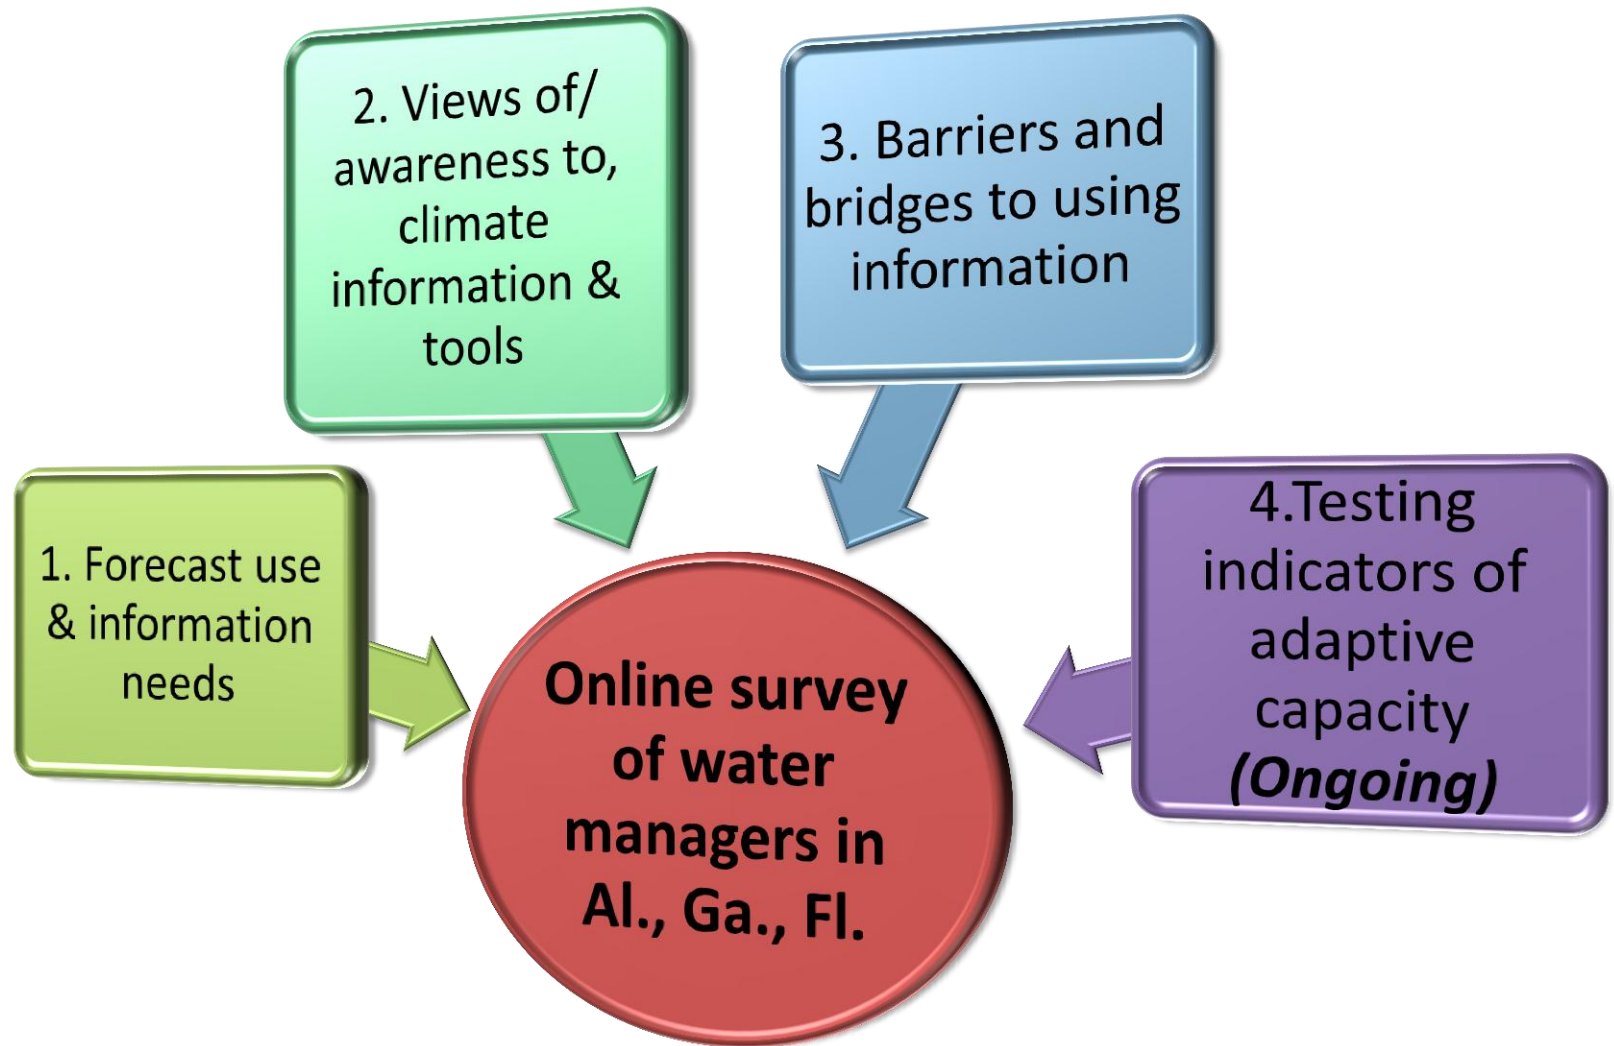 1. Forecast use
& information
needs
2. Views of/
awareness to,
climate
information &
tools
3. Barriers and
bridges to using
information
4.Testing
indicators of
adaptive
capacity
(Ongoing)
Online survey
of water
managers in
Al., Ga., Fl.